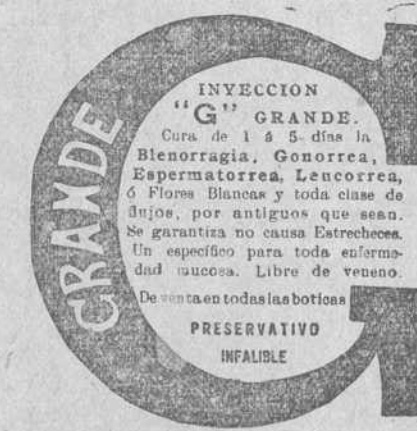 GRANDE
INYECCION
"G" GRANDE.
Cura de 1 á 5 días la
Blenorragia, Gonorrea,
Espermatorrea, Leucorrea,
ó Flores Blancas y toda clase de
flujos, por antiguos que sean.
Se garantiza no causa Estrecheces.
Un específico para toda enferme-
dad mucosa. Libre de veneno.
De venta en todas las boticas
PRESERVATIVO
INFALIBLE